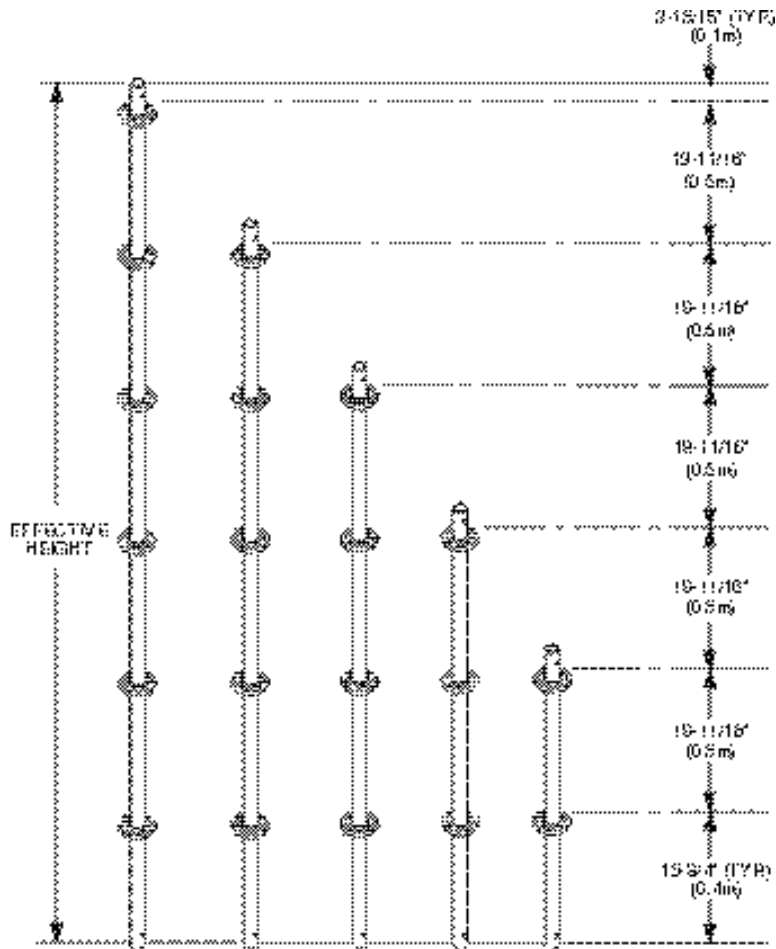 3-15/16" (TYP)
(0.1m)
19-11/16"
(0.5m)
19-11/16"
(0.5m)
19-11/16"
(0.5m)
EFFECTIVE
HEIGHT
19-11/16"
(0.5m)
19-11/16"
(0.5m)
15-3/4" (TYP)
(0.4m)